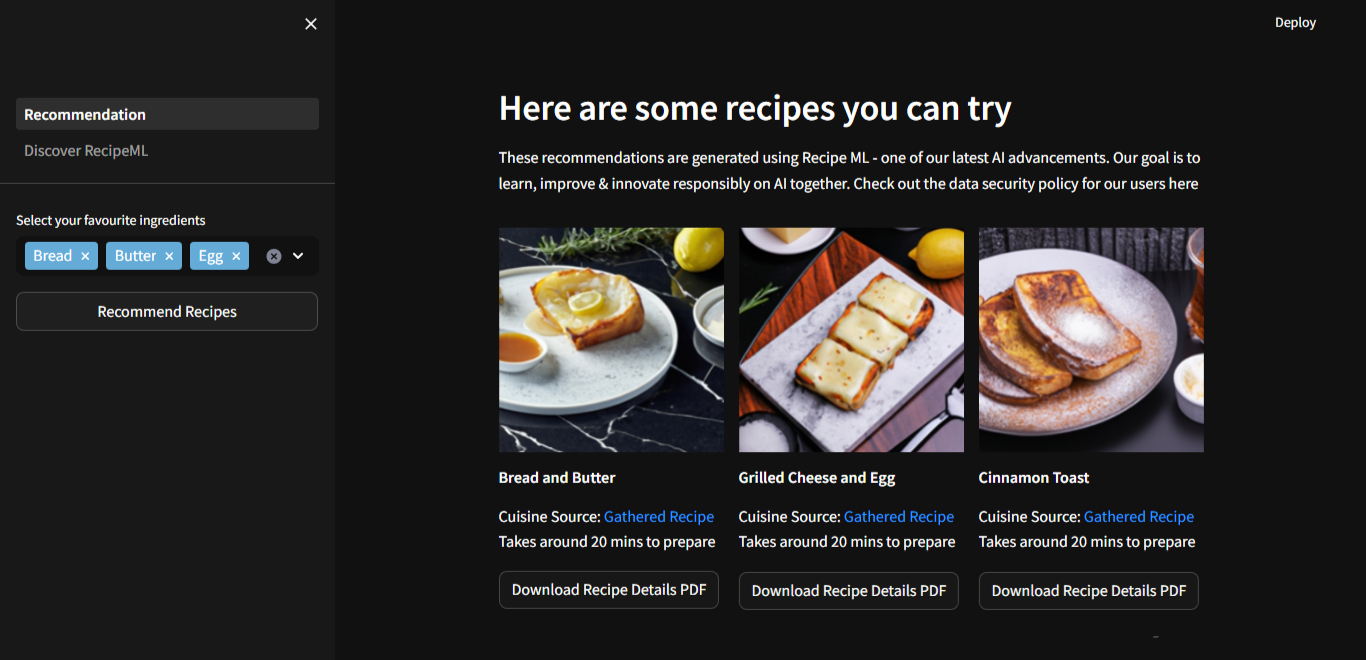 Deploy
Recommendation
Discover RecipeML
Select your favourite ingredients
Bread Butter Egg
Recommend Recipes
Here are some recipes you can try
These recommendations are generated using Recipe ML - one of our latest AI advancements. Our goal is to
learn, improve & innovate responsibly on AI together. Check out the data security policy for our users here
Bread and Butter
Cuisine Source: Gathered Recipe
Takes around 20 mins to prepare
Download Recipe Details PDF
Grilled Cheese and Egg
Cuisine Source: Gathered Recipe
Takes around 20 mins to prepare
Download Recipe Details PDF
Cinnamon Toast
Cuisine Source: Gathered Recipe
Takes around 20 mins to prepare
Download Recipe Details PDF